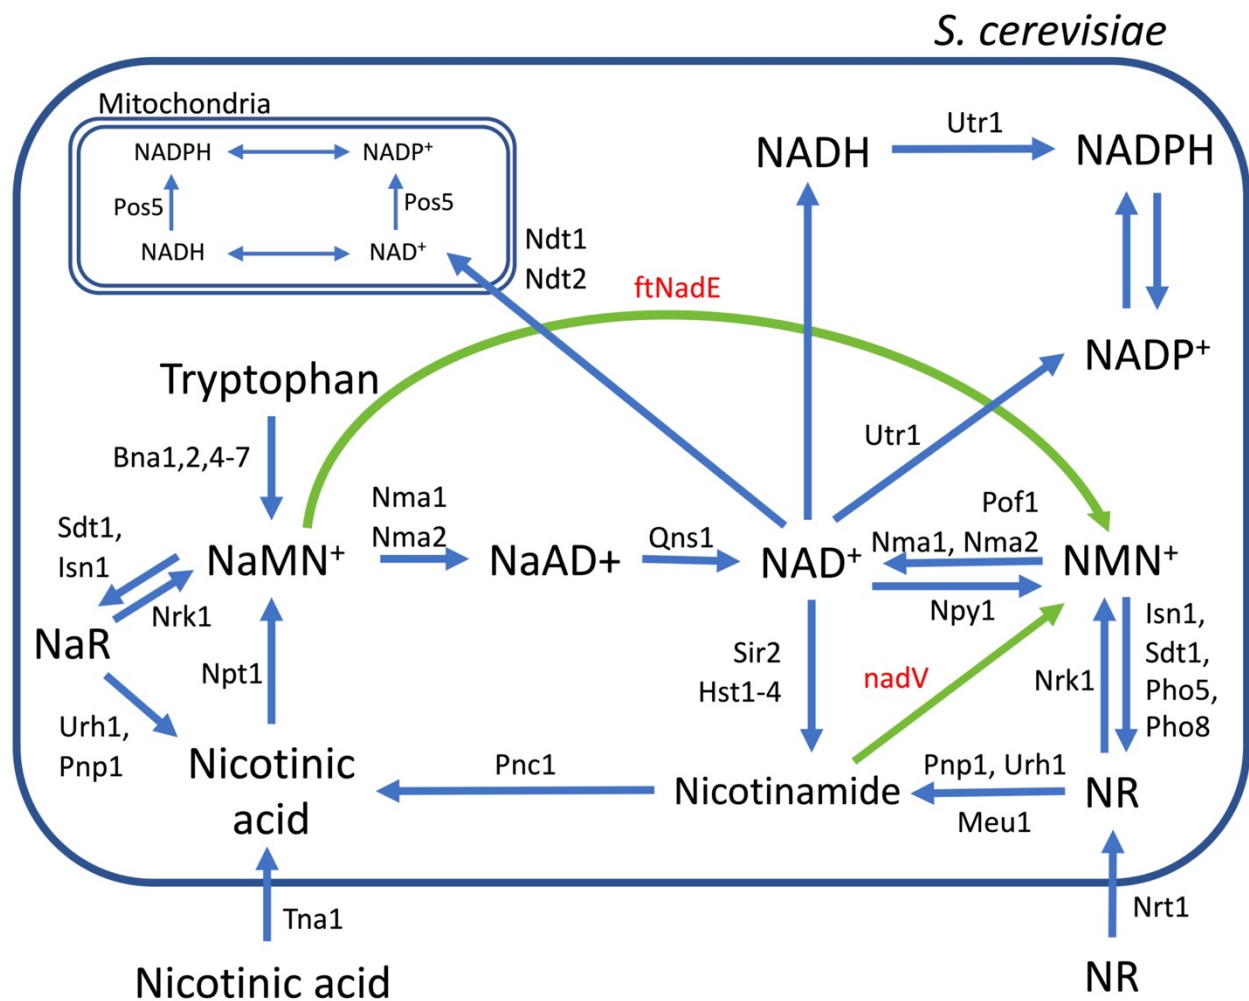 S. cerevisiae
Mitochondria
NADPH
NADP⁺
Pos5
Pos5
NADH
NAD⁺
Ndt1
Ndt2
NADH
Utr1
NADPH
ftNadE
NADP⁺
Tryptophan
Utr1
Bna1,2,4-7
Sdt1,
Isn1
NaMN⁺
Nma1
Nma2
NaAD+
Qns1
NAD⁺
Pof1
Nma1, Nma2
NMN⁺
Npy1
Nrk1
NaR
Npt1
Sir2
Hst1-4
nadV
Nrk1
Isn1,
Sdt1,
Pho5,
Pho8
Urh1,
Pnp1
Nicotinic
acid
Pnc1
Nicotinamide
Pnp1, Urh1
Meu1
NR
Tna1
Nrt1
Nicotinic acid
NR